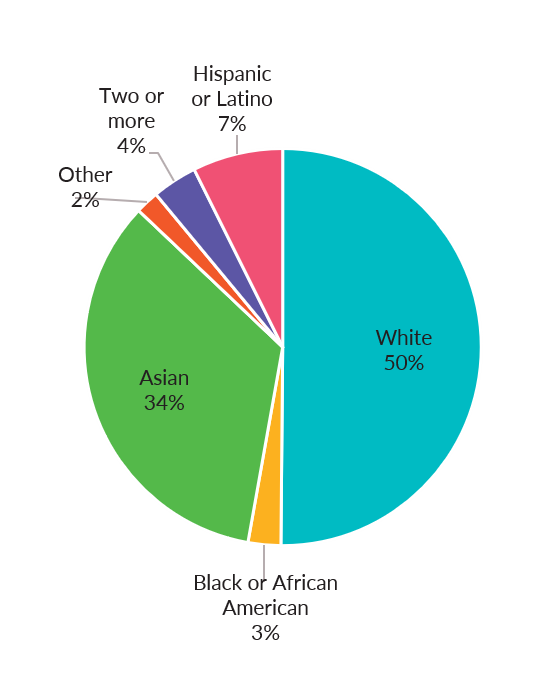 Hispanic
or Latino
7%
Two or
more
4%
Other
2%
White
50%
Asian
34%
Black or African
American
3%